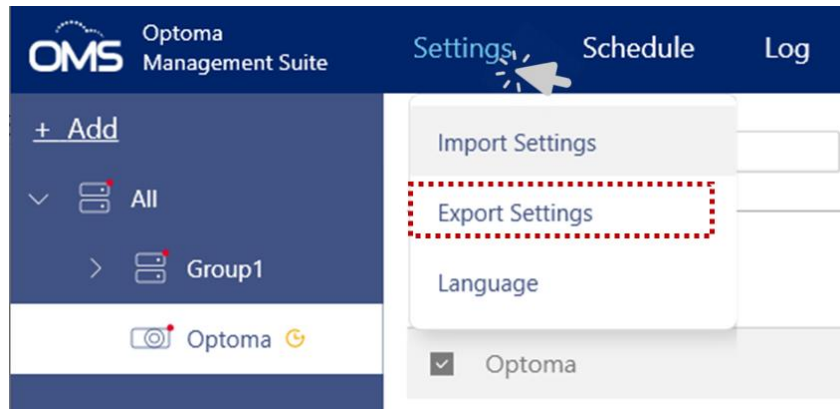 OMS
Optoma
Management Suite
Settings
Schedule
Log
+ Add
All
Group1
Optoma
Import Settings
Export Settings
Language
Optoma